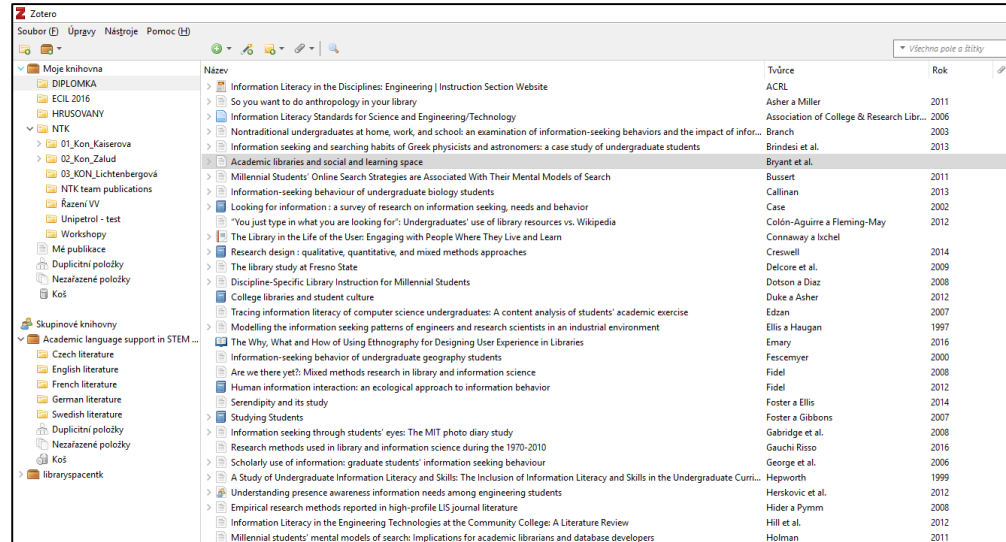 Zotero
Soubor (F) Úpravy Nástroje Pomoc (H)
Všechna pole a štítky
Moje knihovna
DIPLOMKA
ECIL 2016
HRUSOVANY
NTK
01_Kon_Kaiserova
02_Kon_Zalud
03_KON_Lichtenbergová
NTK team publications
Řazení VV
Unipetrol - test
Workshopy
Mé publikace
Duplicitní položky
Nezařazené položky
Koš
Skupinové knihovny
Academic language support in STEM ...
Czech literature
English literature
French literature
German literature
Swedish literature
Duplicitní položky
Nezařazené položky
Koš
libraryspacentk
Název Tvůrce Rok
Information Literacy in the Disciplines: Engineering | Instruction Section Website ACRL
So you want to do anthropology in your library Asher a Miller 2011
Information Literacy Standards for Science and Engineering/Technology Association of College & Research Libr... 2006
Nontraditional undergraduates at home, work, and school: an examination of information-seeking behaviors and the impact of infor... Branch 2003
Information seeking and searching habits of Greek physicists and astronomers: a case study of undergraduate students Brindesi et al. 2013
Academic libraries and social and learning space Bryant et al.
Millennial Students' Online Search Strategies are Associated With Their Mental Models of Search Bussert 2011
Information-seeking behaviour of undergraduate biology students Callinan 2013
Looking for information : a survey of research on information seeking, needs and behavior Case 2002
"You just type in what you are looking for": Undergraduates' use of library resources vs. Wikipedia Colón-Aguirre a Fleming-May 2012
The Library in the Life of the User: Engaging with People Where They Live and Learn Connaway a Ixchel
Research design : qualitative, quantitative, and mixed methods approaches Creswell 2014
The library study at Fresno State Delcore et al. 2009
Discipline-Specific Library Instruction for Millennial Students Dotson a Diaz 2008
College libraries and student culture Duke a Asher 2012
Tracing information literacy of computer science undergraduates: A content analysis of students' academic exercise Edzan 2007
Modelling the information seeking patterns of engineers and research scientists in an industrial environment Ellis a Haugan 1997
The Why, What and How of Using Ethnography for Designing User Experience in Libraries Emary 2016
Information-seeking behavior of undergraduate geography students Fescemyer 2000
Are we there yet?: Mixed methods research in library and information science Fidel 2008
Human information interaction: an ecological approach to information behavior Fidel 2012
Serendipity and its study Foster a Ellis 2014
Studying Students Foster a Gibbons 2007
Information seeking through students' eyes: The MIT photo diary study Gabridge et al. 2008
Research methods used in library and information science during the 1970-2010 Gauchi Risso 2016
Scholarly use of information: graduate students' information seeking behaviour George et al. 2006
A Study of Undergraduate Information Literacy and Skills: The Inclusion of Information Literacy and Skills in the Undergraduate Curri... Hepworth 1999
Understanding presence awareness information needs among engineering students Herskovic et al. 2012
Empirical research methods reported in high-profile LIS journal literature Hider a Pymm 2008
Information Literacy in the Engineering Technologies at the Community College: A Literature Review Hill et al. 2012
Millennial students' mental models of search: Implications for academic librarians and database developers Holman 2011